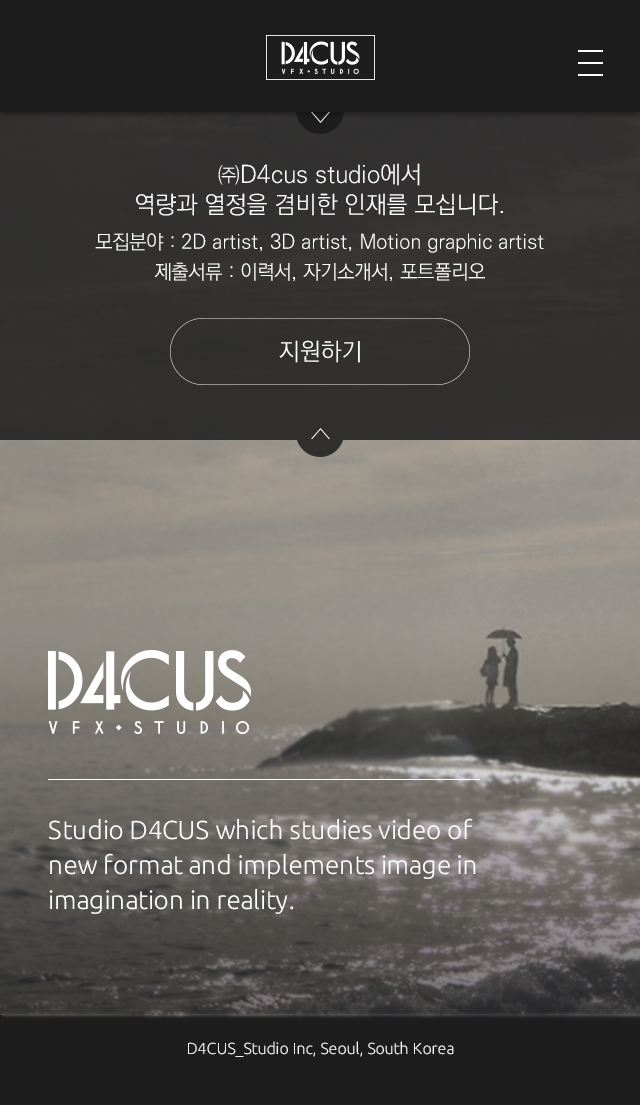 D4CUS
VFX STUDIO
㈜D4cus studio에서
역량과 열정을 겸비한 인재를 모십니다.
모집분야 : 2D artist, 3D artist, Motion graphic artist
제출서류 : 이력서, 자기소개서, 포트폴리오
지원하기
D4CUS
VFX STUDIO
Studio D4CUS which studies video of
new format and implements image in
imagination in reality.
D4CUS_Studio Inc, Seoul, South Korea